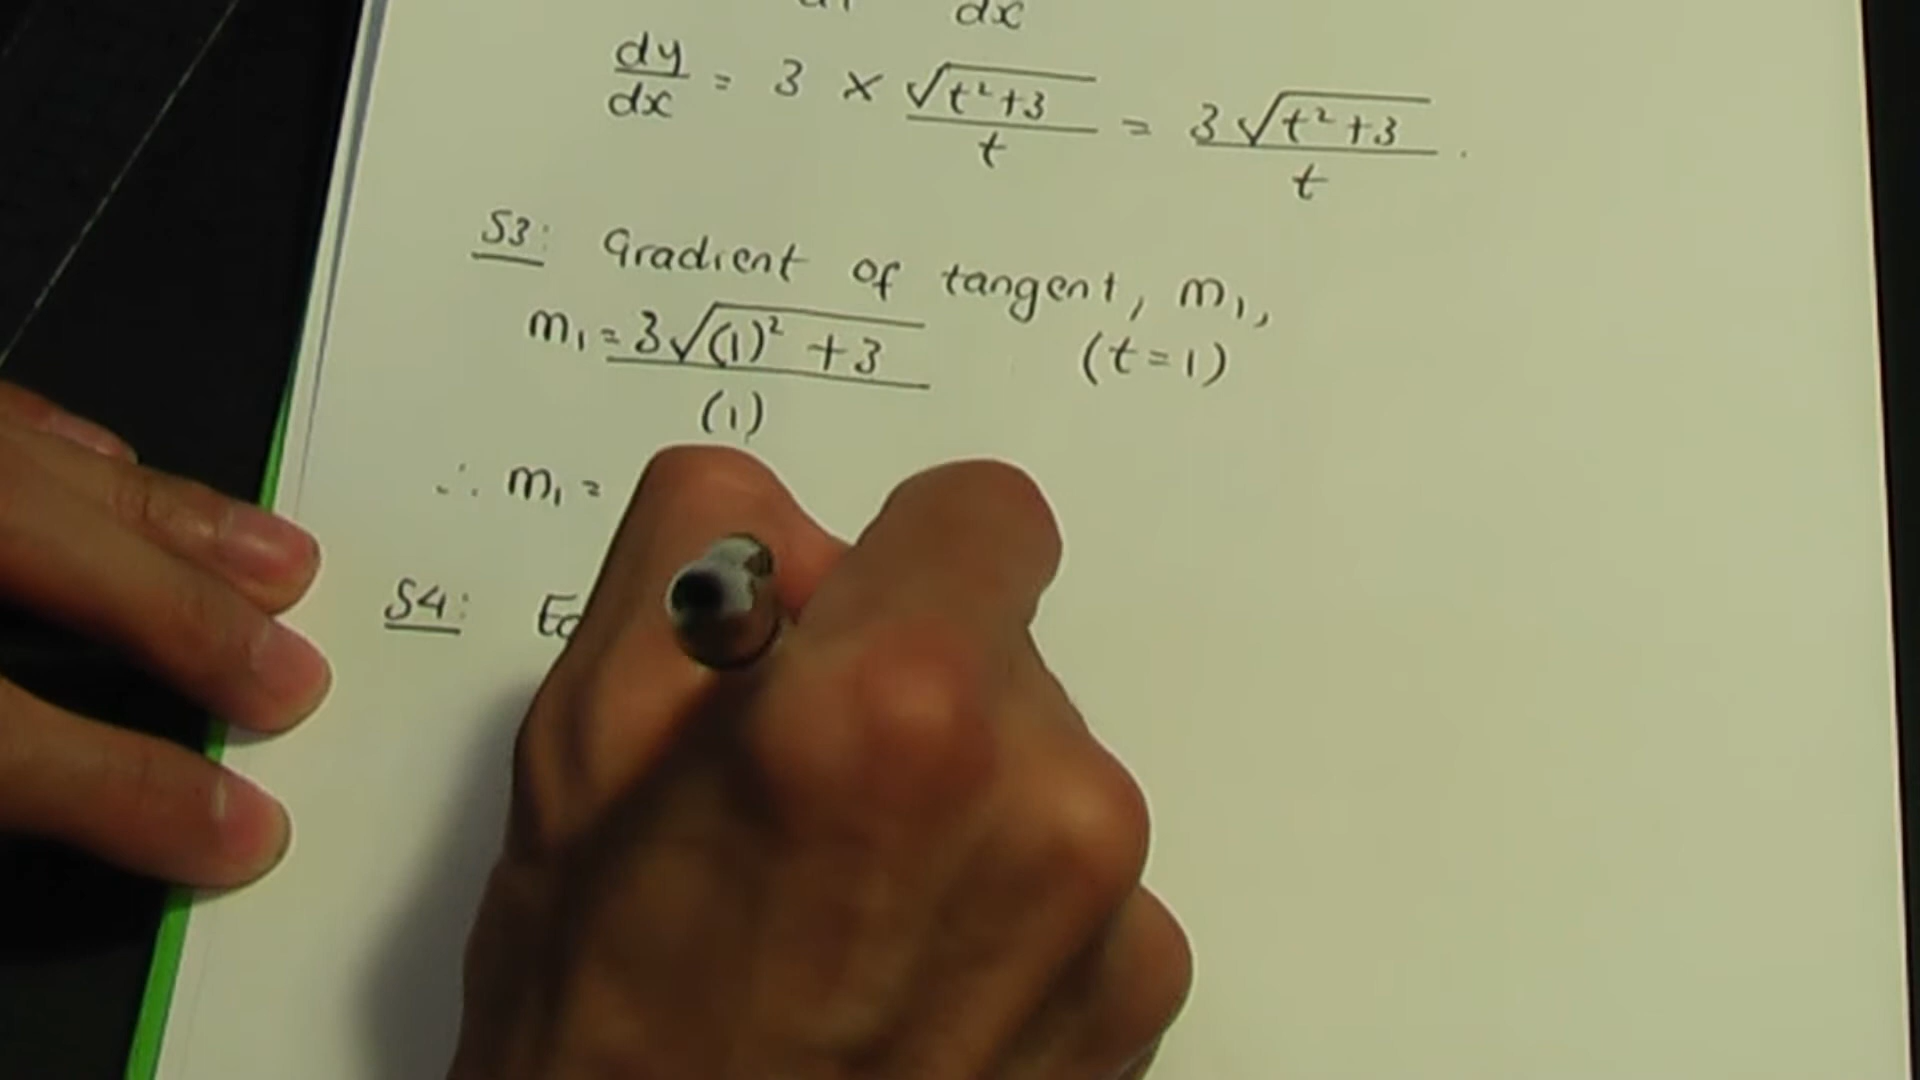 dx
dy/dx = 3 × √(t²+3)/t = 3√(t²+3)/t .
S3: Gradient of tangent, m₁,
m₁ = 3√((1)² + 3)/(1) (t=1)
∴ m₁ =
S4: